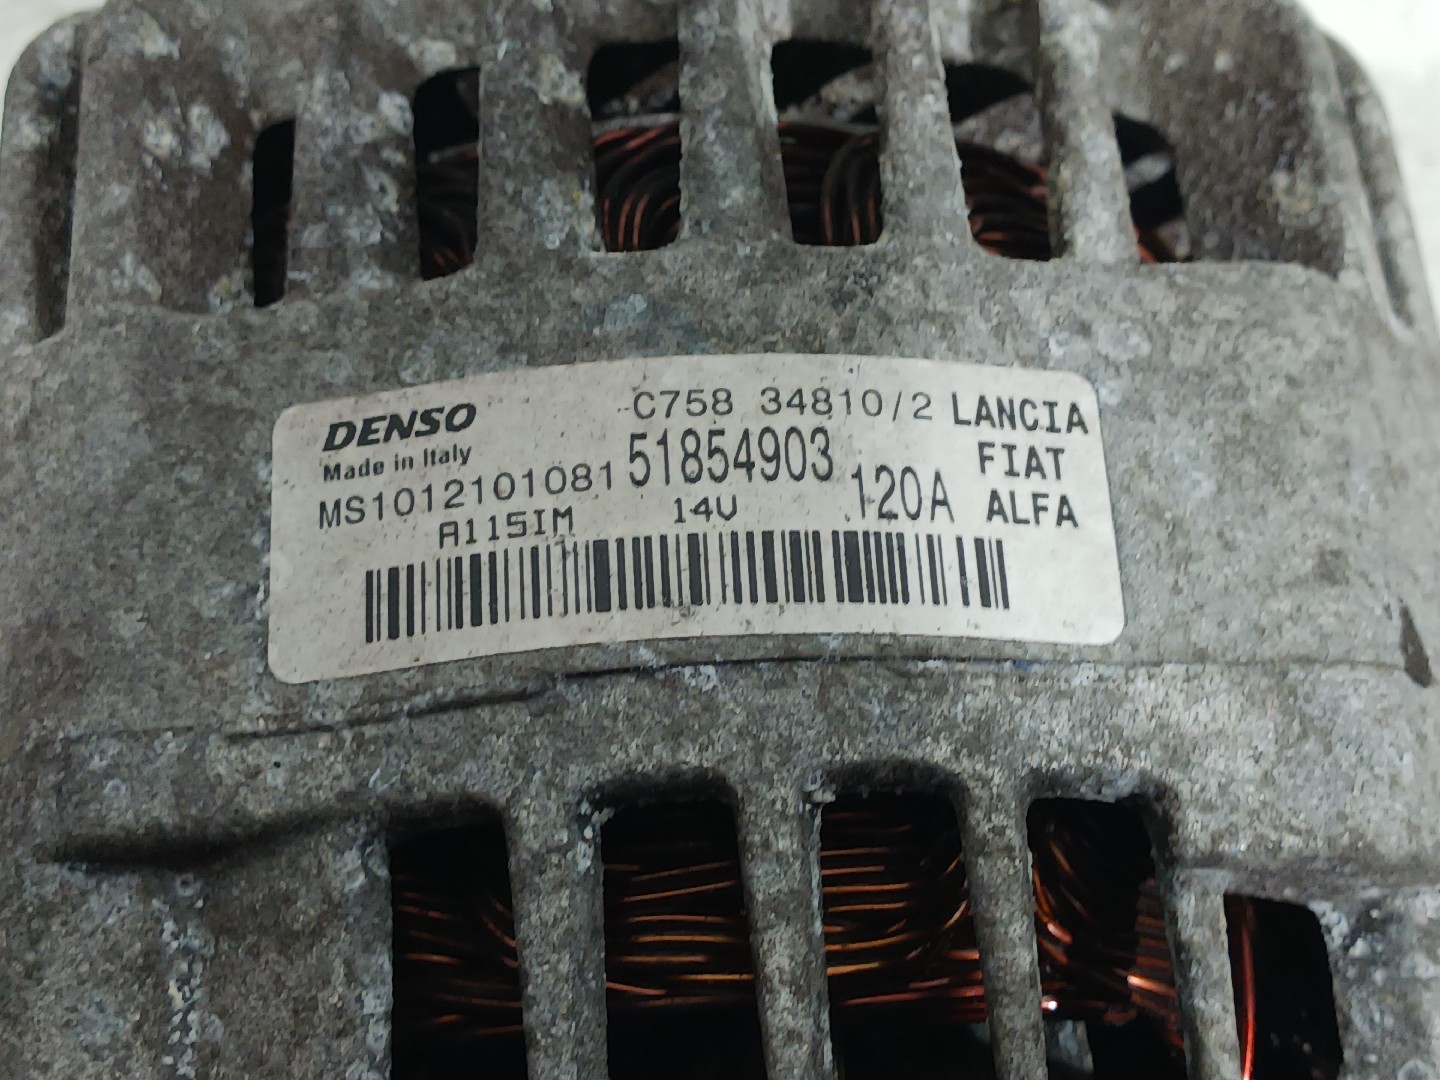 DENSO C758 34810/2 LANCIA
Made in Italy 51854903 FIAT
MS1012101081 120A ALFA
A115IM 14V